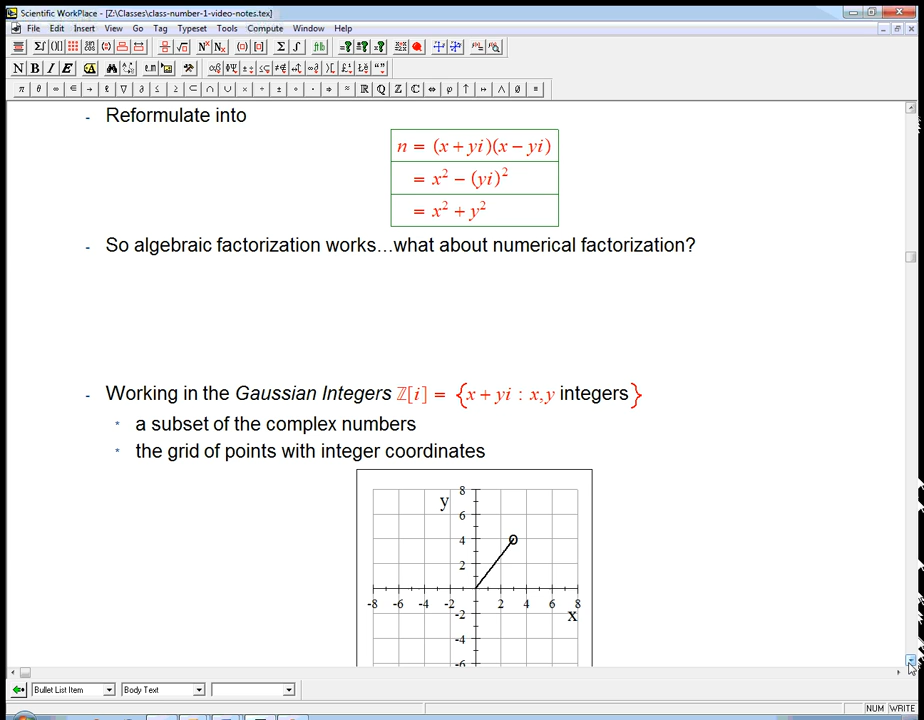 Scientific WorkPlace - [Z:\Classes\class-number-1-video-notes.tex]
File Edit Insert View Go Tag Typeset Tools Compute Window Help
- Reformulate into
n = (x + yi)(x − yi)
= x² − (yi)²
= x² + y²
- So algebraic factorization works...what about numerical factorization?
- Working in the Gaussian Integers ℤ[i] = {x + yi : x,y integers}
* a subset of the complex numbers
* the grid of points with integer coordinates
y
8
6
4
2
-8 -6 -4 -2 2 4 6 8
x
-2
-4
-6
Bullet List Item Body Text
NUM WRITE